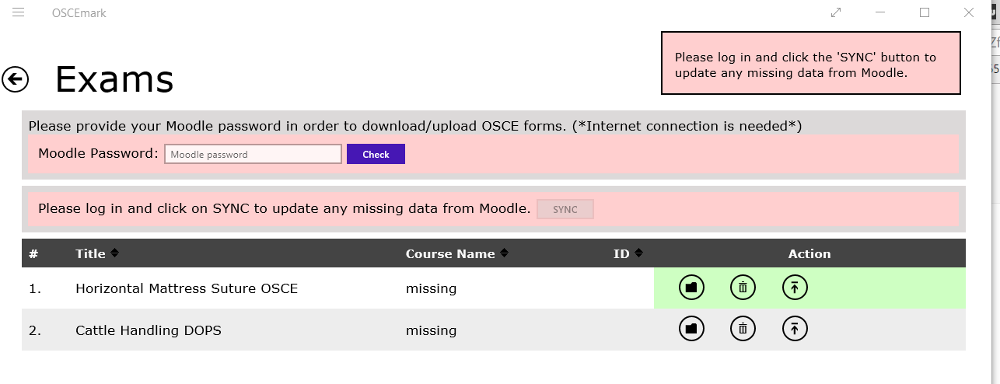 OSCEmark
Please log in and click the 'SYNC' button to
update any missing data from Moodle.
Exams
Please provide your Moodle password in order to download/upload OSCE forms. (*Internet connection is needed*)
Moodle Password: Moodle password Check
Please log in and click on SYNC to update any missing data from Moodle. SYNC
# Title Course Name ID Action
1. Horizontal Mattress Suture OSCE missing
2. Cattle Handling DOPS missing